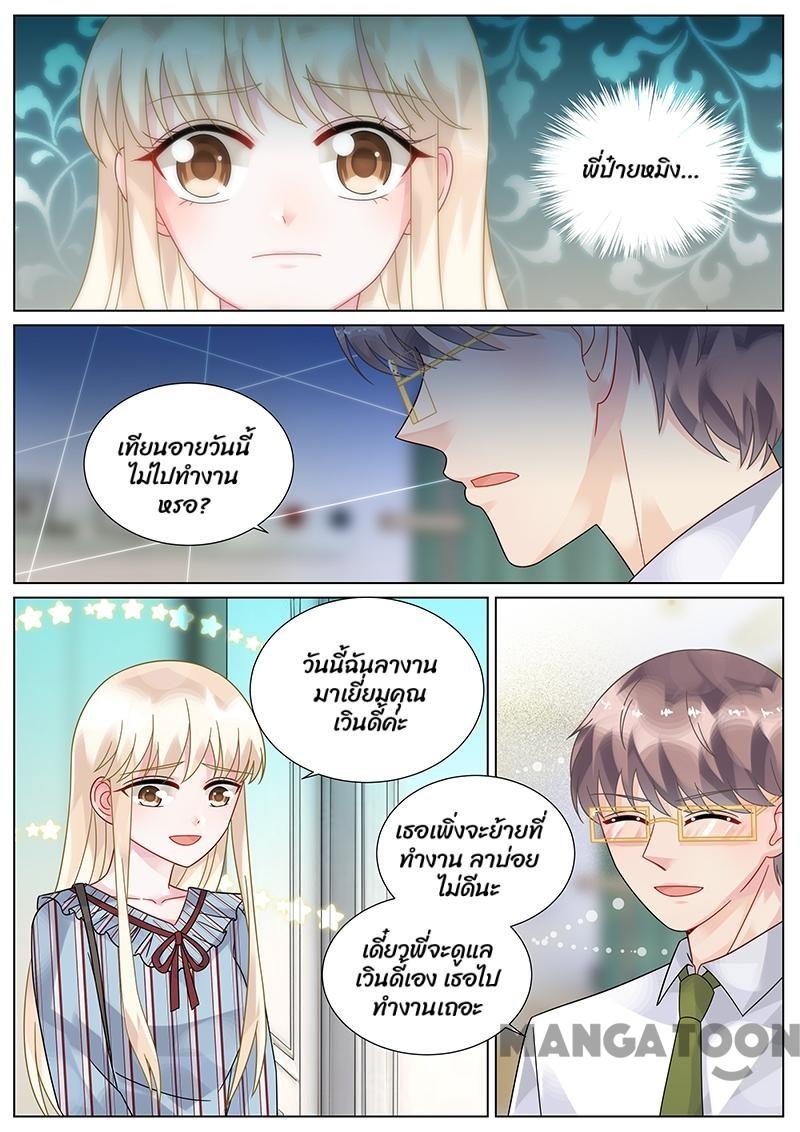 พี่ป๋ายหมิง...
เทียนอายวันนี้
ไม่ไปทำงาน
หรอ?
วันนี้ฉันลางาน
มาเยี่ยมคุณ
เวินดี้ค่ะ
เธอเพิ่งจะย้ายที่
ทำงาน ลาบ่อย
ไม่ดีนะ
เดี๋ยวพี่จะดูแล
เวินดี้เอง เธอไป
ทำงานเถอะ
MANGATOON